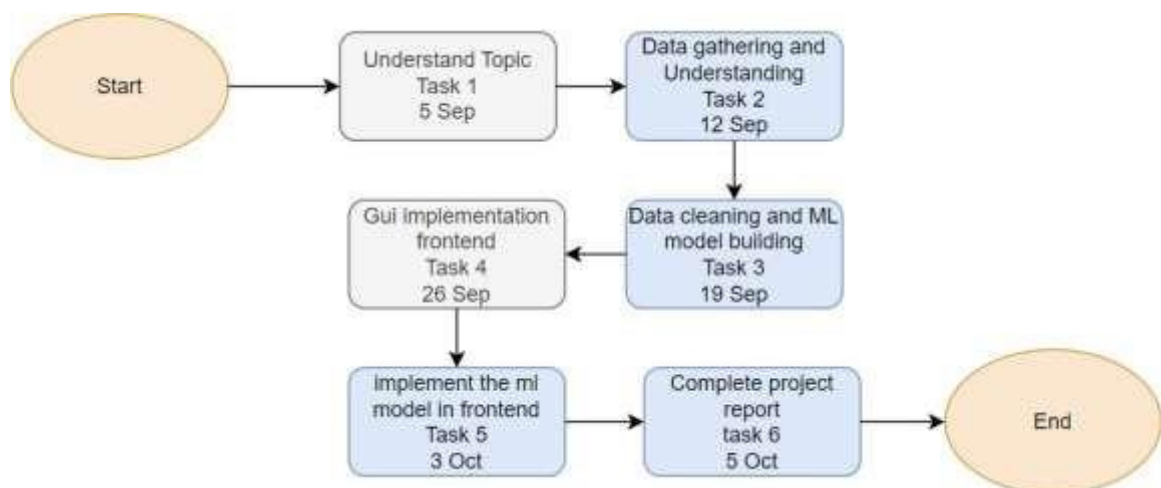 Start
Understand Topic
Task 1
5 Sep
Data gathering and
Understanding
Task 2
12 Sep
Data cleaning and ML
model building
Task 3
19 Sep
Gui implementation
frontend
Task 4
26 Sep
implement the ml
model in frontend
Task 5
3 Oct
Complete project
report
task 6
5 Oct
End